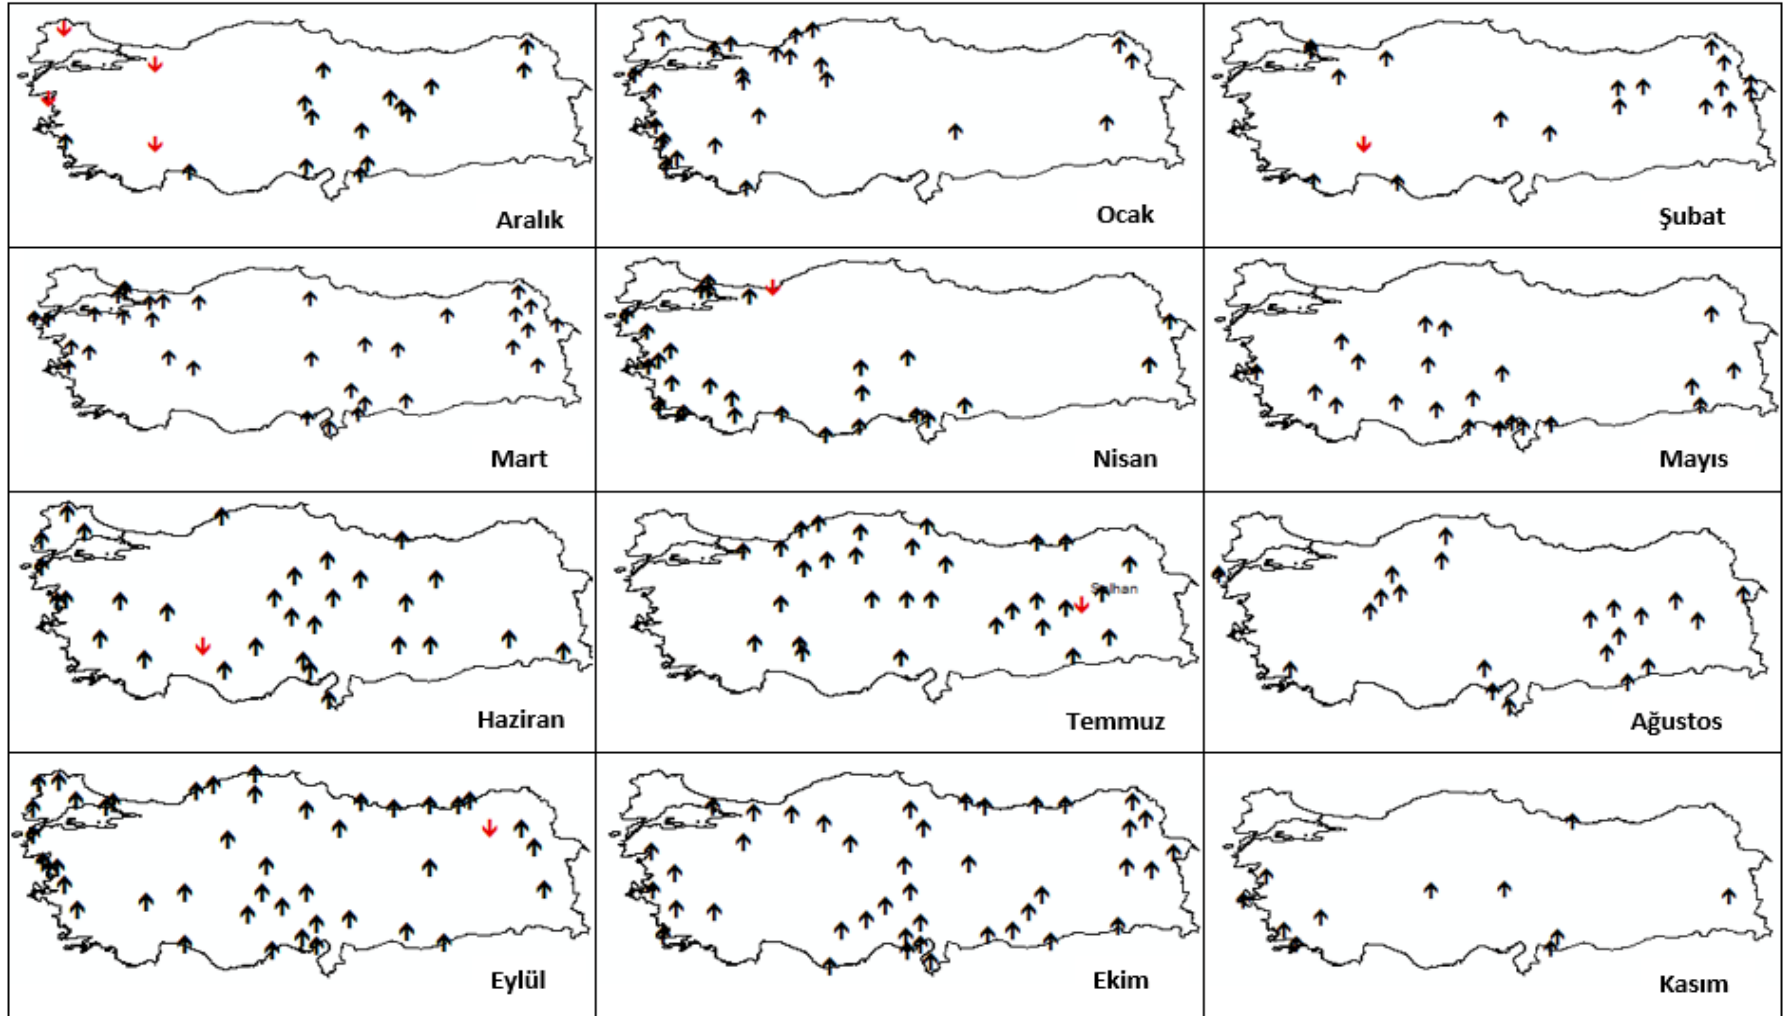 Aralık
Ocak
Şubat
Mart
Nisan
Mayıs
Haziran
Temmuz
Ağustos
Eylül
Ekim
Kasım